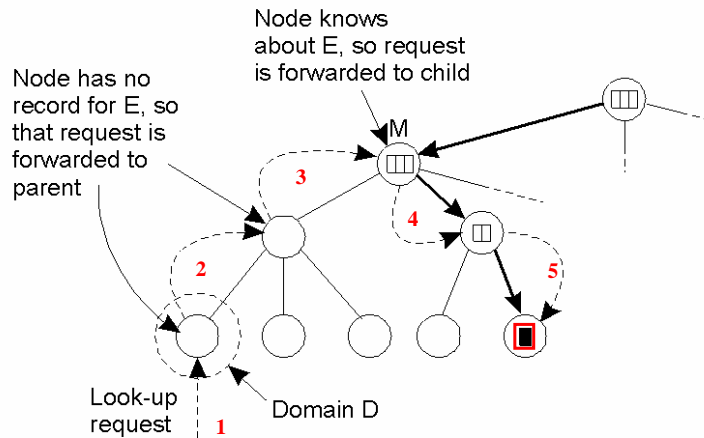 Node knows
about E, so request
is forwarded to child
Node has no
record for E, so
that request is
forwarded to
parent
M
3
4
2
5
Look-up
request
1
Domain D